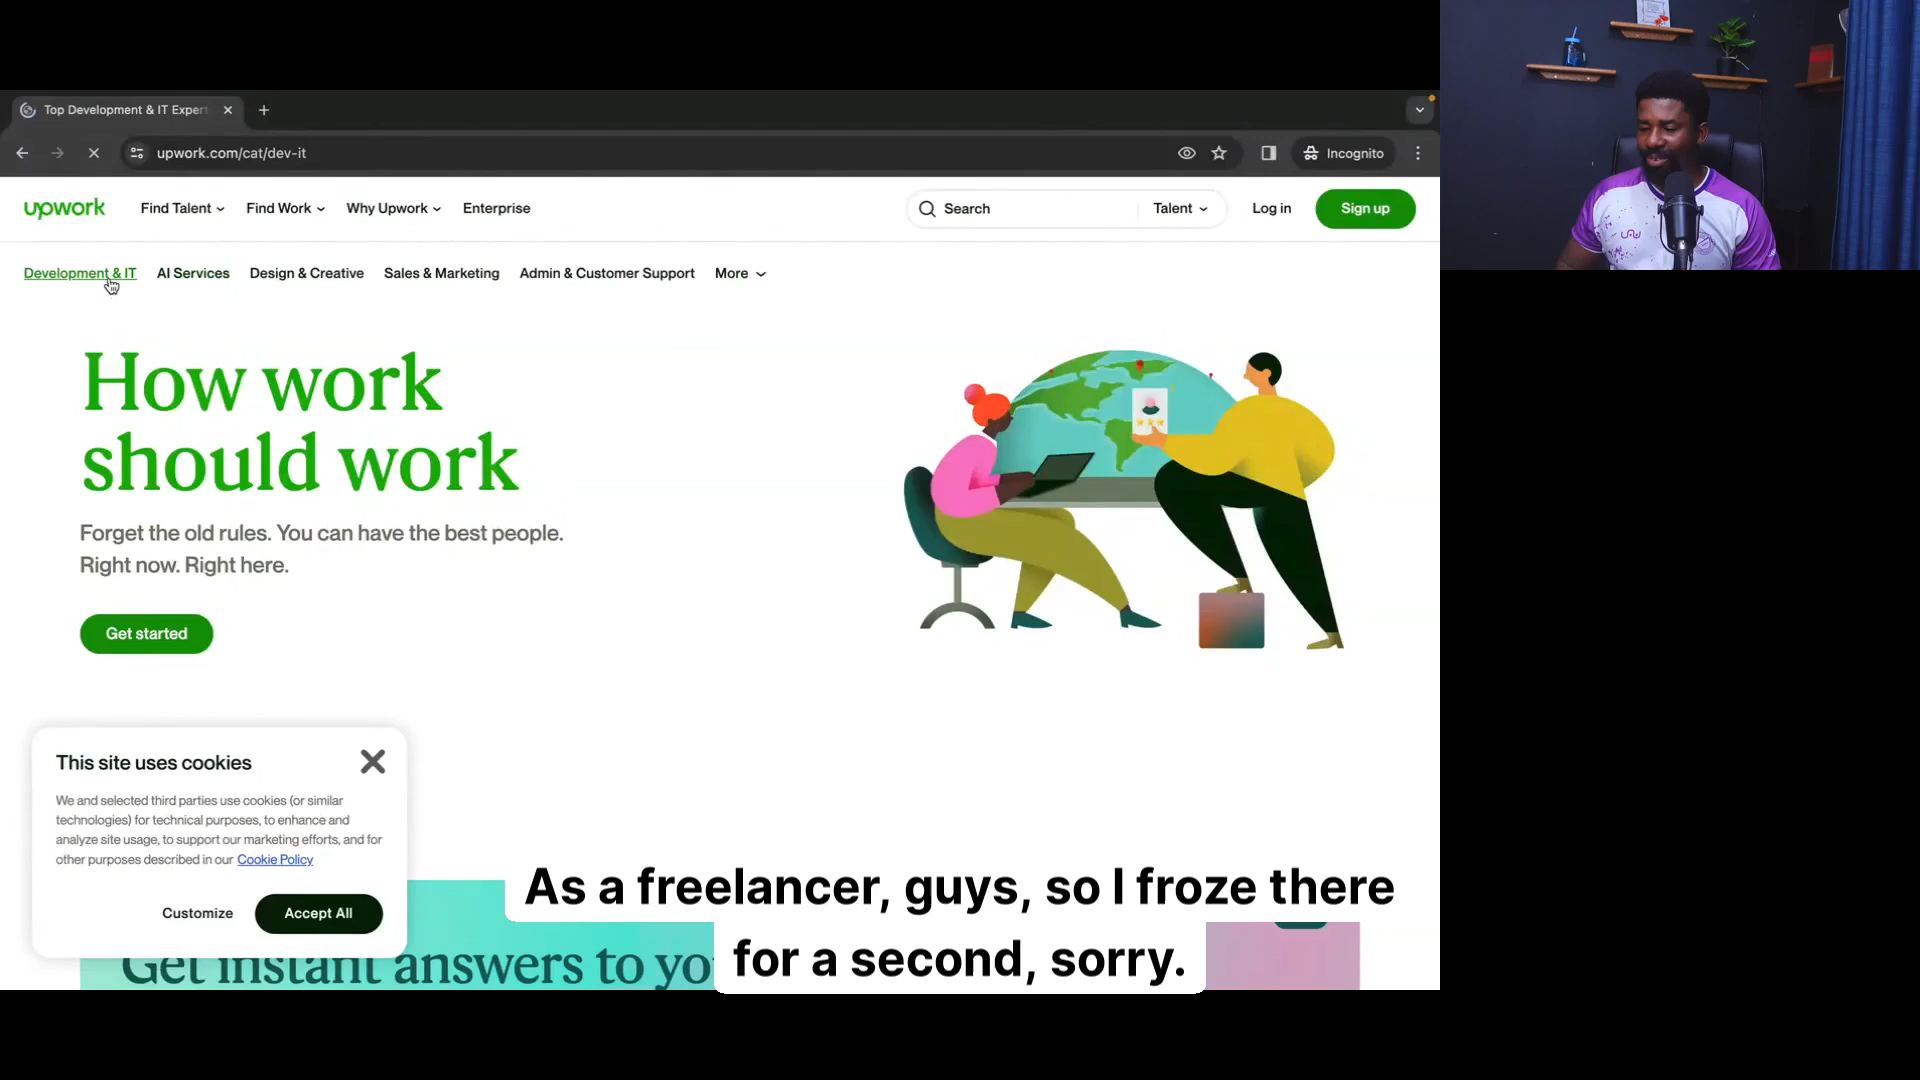 Top Development & IT Expert
upwork.com/cat/dev-it
Incognito
upwork
Find Talent
Find Work
Why Upwork
Enterprise
Search
Talent
Log in
Sign up
Development & IT
AI Services
Design & Creative
Sales & Marketing
Admin & Customer Support
More
How work
should work
Forget the old rules. You can have the best people.
Right now. Right here.
Get started
This site uses cookies
We and selected third parties use cookies (or similar
technologies) for technical purposes, to enhance and
analyze site usage, to support our marketing efforts, and for
other purposes described in our Cookie Policy
Customize
Accept All
Get instant answers to yo
As a freelancer, guys, so I froze there
for a second, sorry.